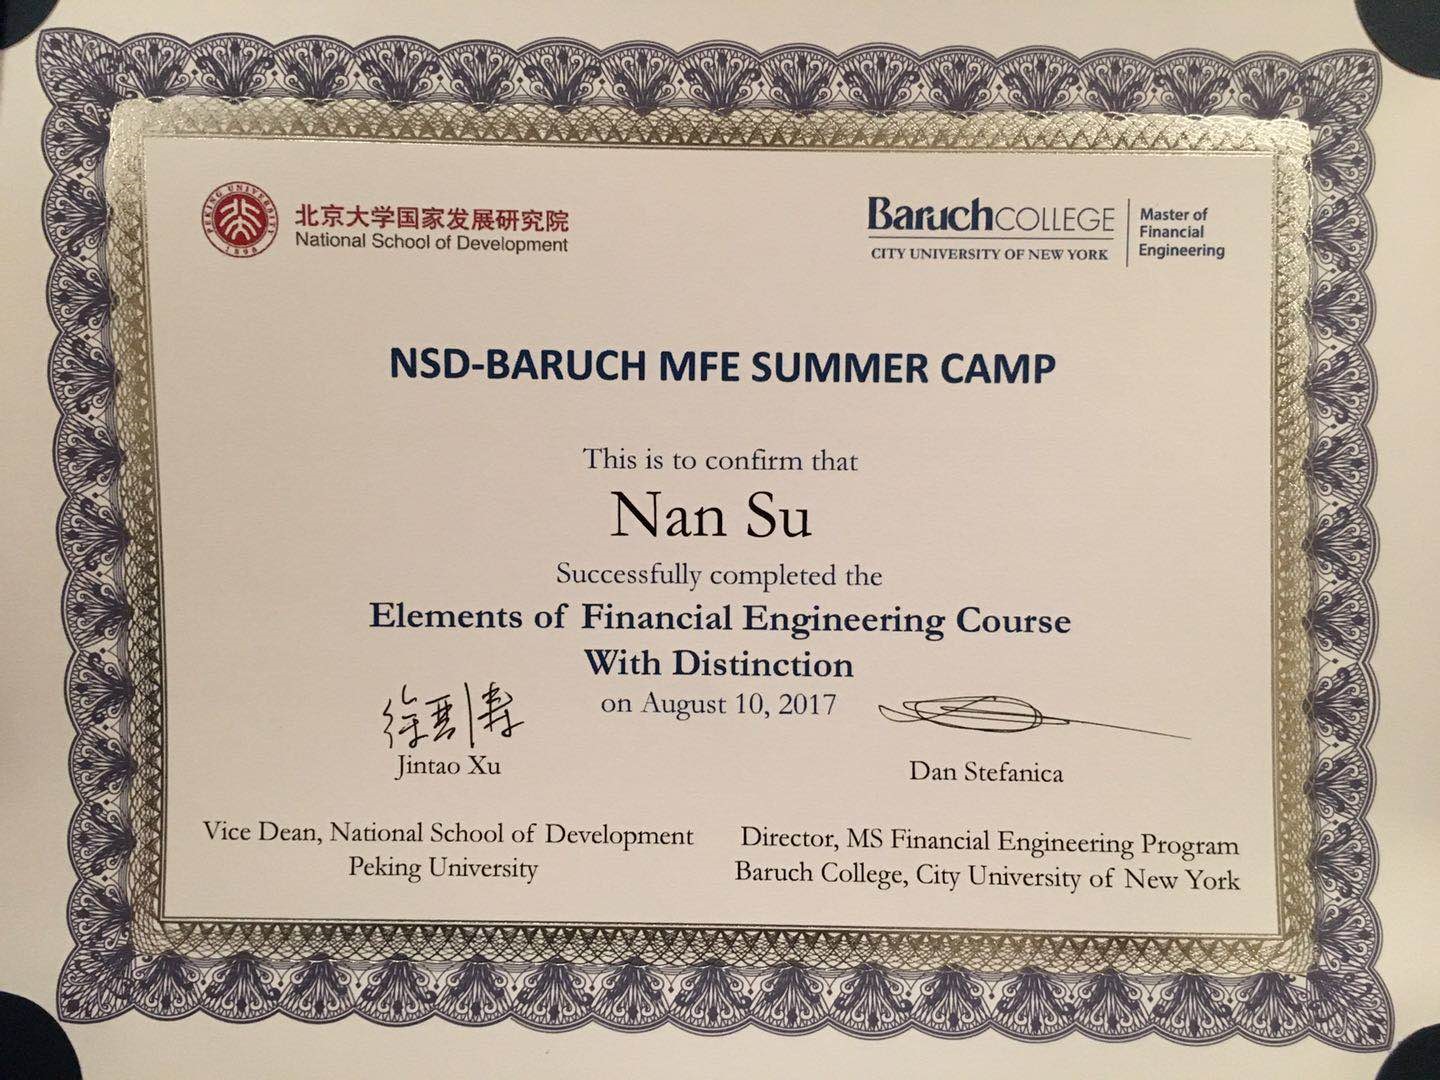 PEKING UNIVERSITY
1898
北京大学国家发展研究院
National School of Development
Baruch COLLEGE
CITY UNIVERSITY OF NEW YORK
Master of
Financial
Engineering
NSD-BARUCH MFE SUMMER CAMP
This is to confirm that
Nan Su
Successfully completed the
Elements of Financial Engineering Course
With Distinction
on August 10, 2017
Jintao Xu
Vice Dean, National School of Development
Peking University
Dan Stefanica
Director, MS Financial Engineering Program
Baruch College, City University of New York